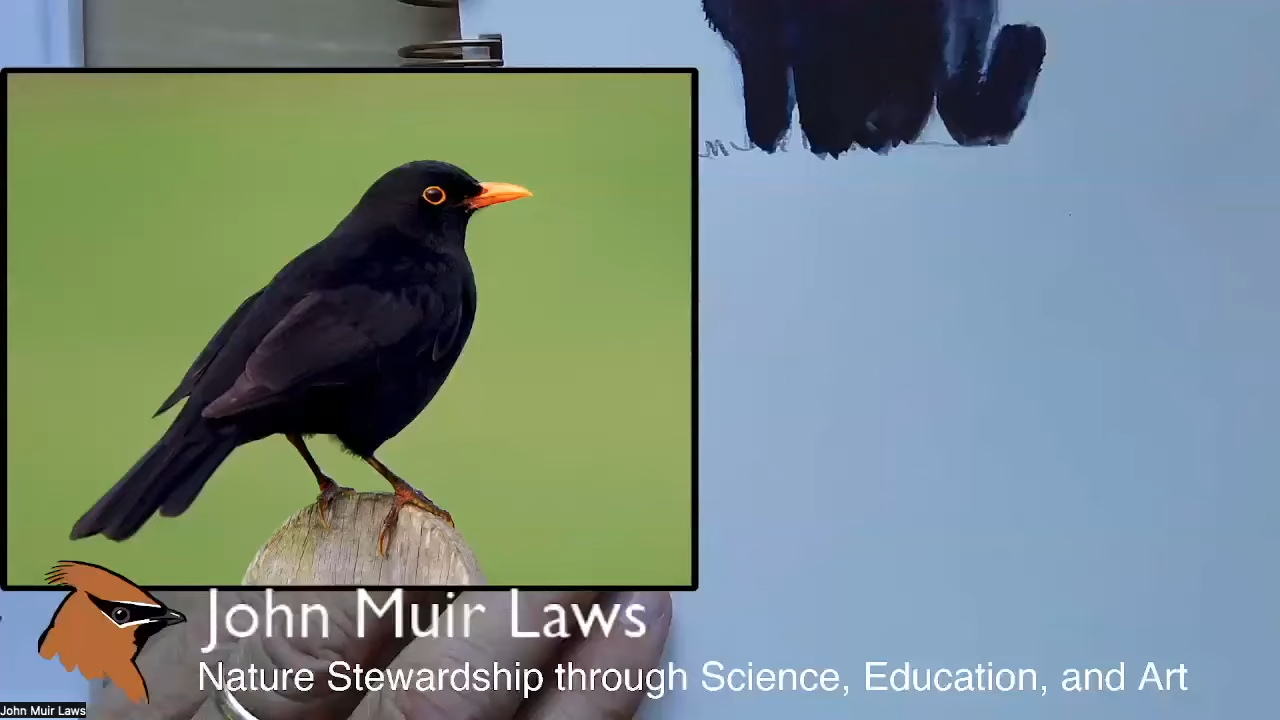 John Muir Laws
Nature Stewardship through Science, Education, and Art
John Muir Laws